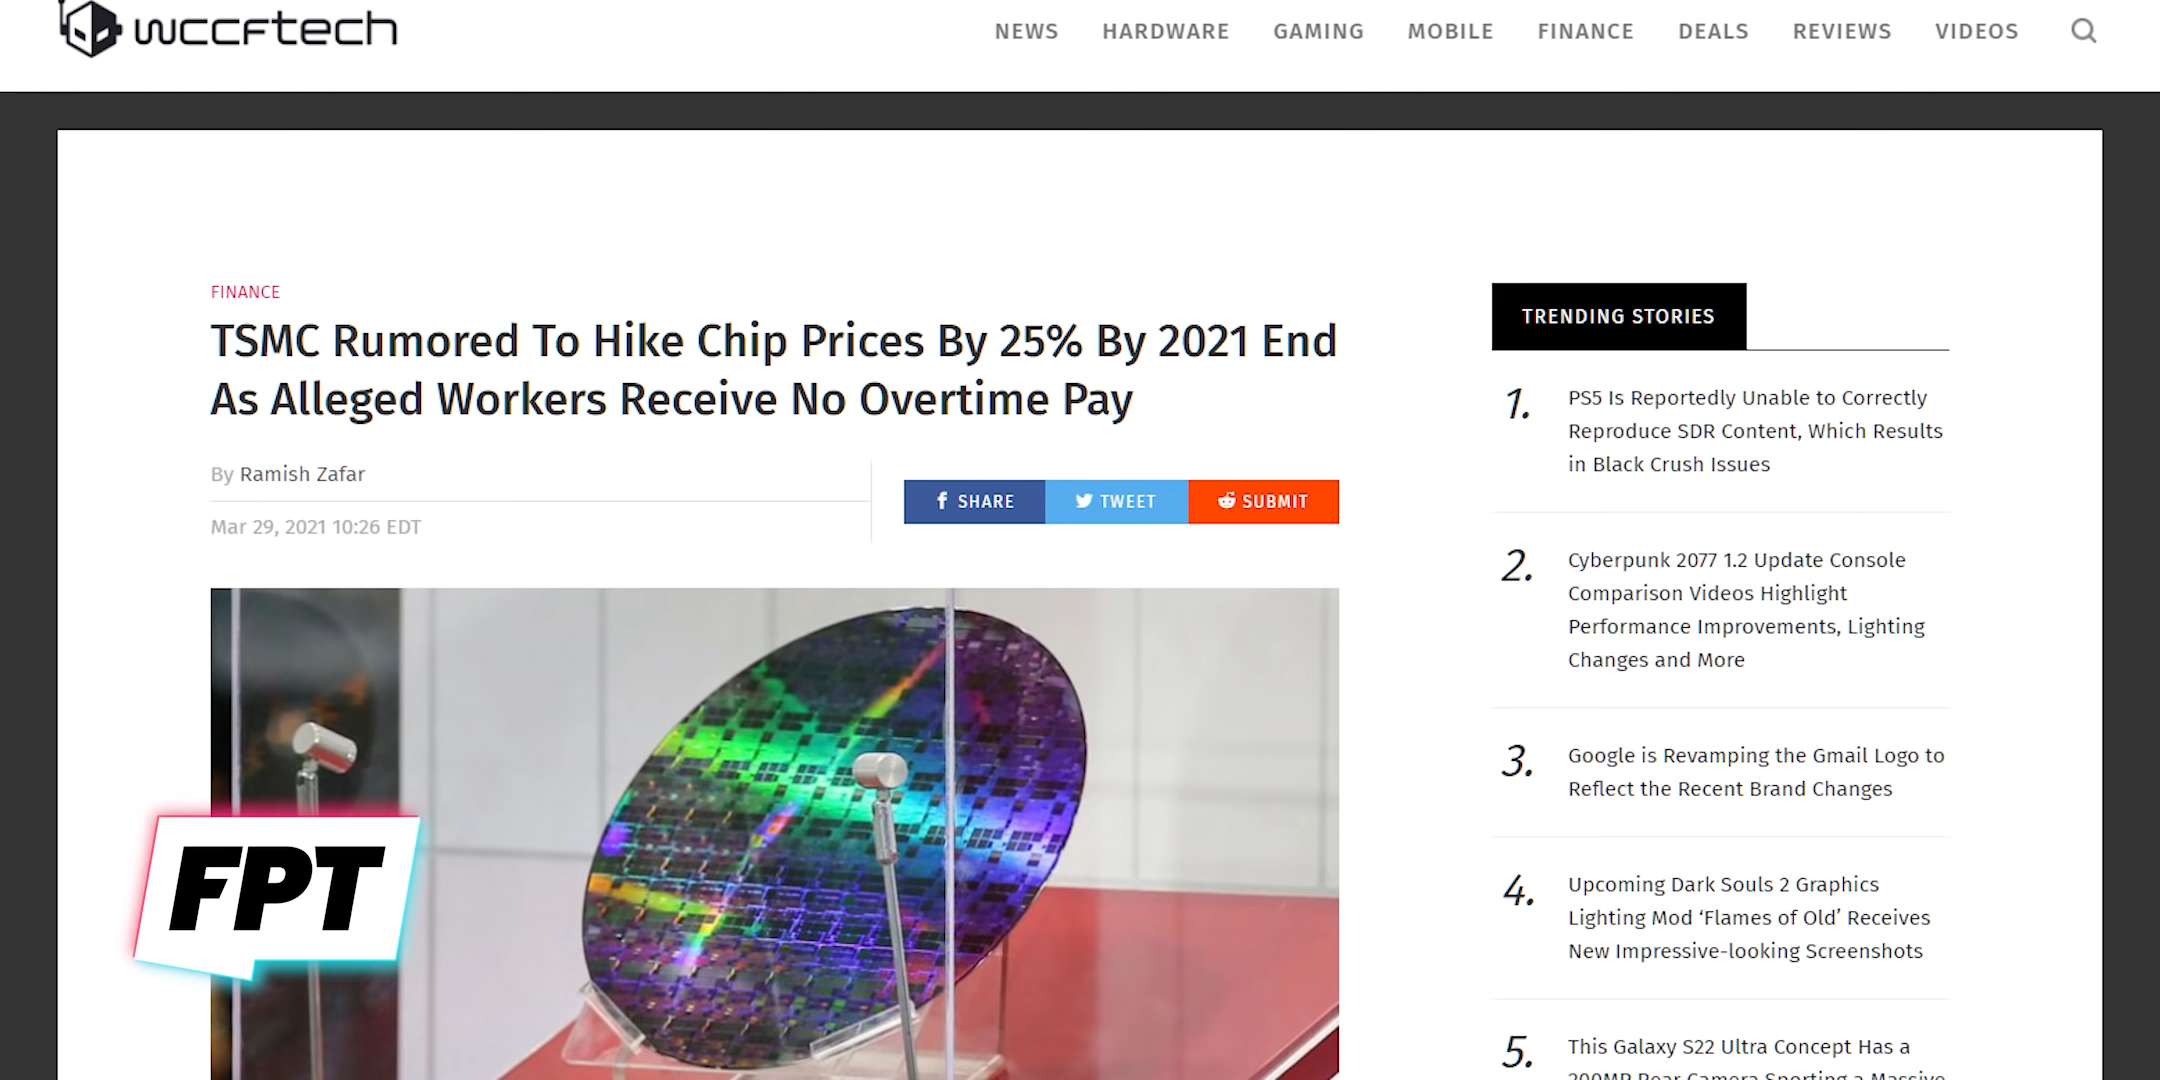 wccftech
NEWS HARDWARE GAMING MOBILE FINANCE DEALS REVIEWS VIDEOS
FINANCE
TSMC Rumored To Hike Chip Prices By 25% By 2021 End
As Alleged Workers Receive No Overtime Pay
By Ramish Zafar
Mar 29, 2021 10:26 EDT
SHARE TWEET SUBMIT
FPT
TRENDING STORIES
1. PS5 Is Reportedly Unable to Correctly
Reproduce SDR Content, Which Results
in Black Crush Issues
2. Cyberpunk 2077 1.2 Update Console
Comparison Videos Highlight
Performance Improvements, Lighting
Changes and More
3. Google is Revamping the Gmail Logo to
Reflect the Recent Brand Changes
4. Upcoming Dark Souls 2 Graphics
Lighting Mod ‘Flames of Old’ Receives
New Impressive-looking Screenshots
5. This Galaxy S22 Ultra Concept Has a
200MP Rear Camera Sporting a Massive